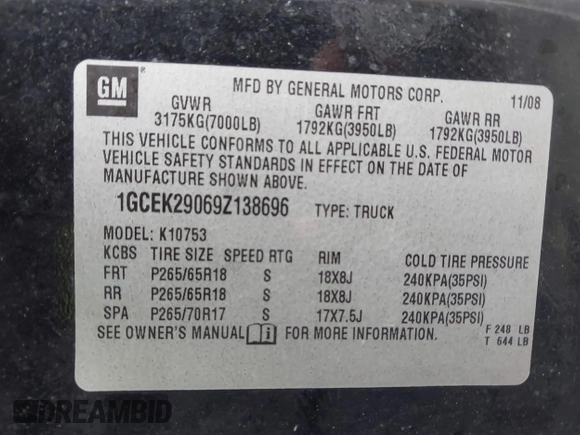 GM ®
MFD BY GENERAL MOTORS CORP. 11/08
GVWR GAWR FRT GAWR RR
3175KG(7000LB) 1792KG(3950LB) 1792KG(3950LB)
THIS VEHICLE CONFORMS TO ALL APPLICABLE U.S. FEDERAL MOTOR
VEHICLE SAFETY STANDARDS IN EFFECT ON THE DATE OF
MANUFACTURE SHOWN ABOVE.
1GCEK29069Z138696 TYPE: TRUCK
MODEL: K10753
KCBS TIRE SIZE SPEED RTG RIM COLD TIRE PRESSURE
FRT P265/65R18 S 18X8J 240KPA(35PSI)
RR P265/65R18 S 18X8J 240KPA(35PSI)
SPA P265/70R17 S 17X7.5J 240KPA(35PSI)
SEE OWNER'S MANUAL i FOR MORE INFORMATION. F 248 LB
T 644 LB
DREAMBID